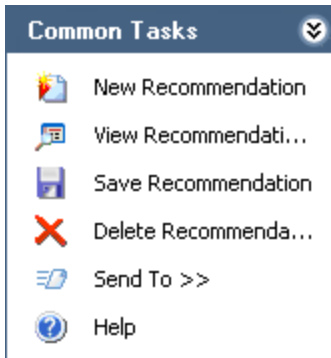 Common Tasks
New Recommendation
View Recommendati...
Save Recommendation
Delete Recommenda...
Send To >>
Help